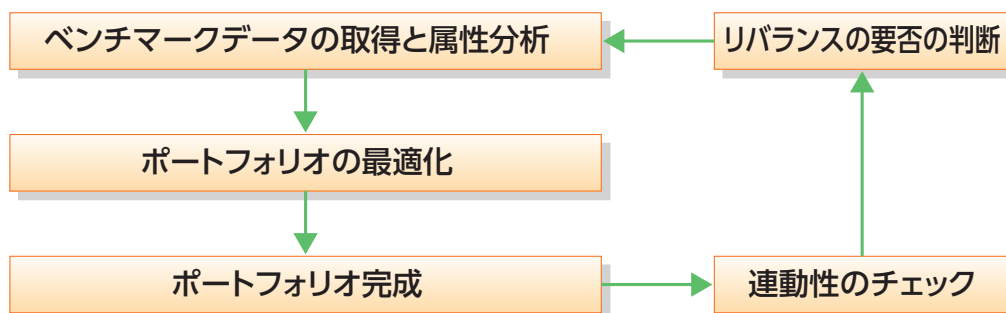 ベンチマークデータの取得と属性分析
リバランスの要否の判断
ポートフォリオの最適化
ポートフォリオ完成
連動性のチェック